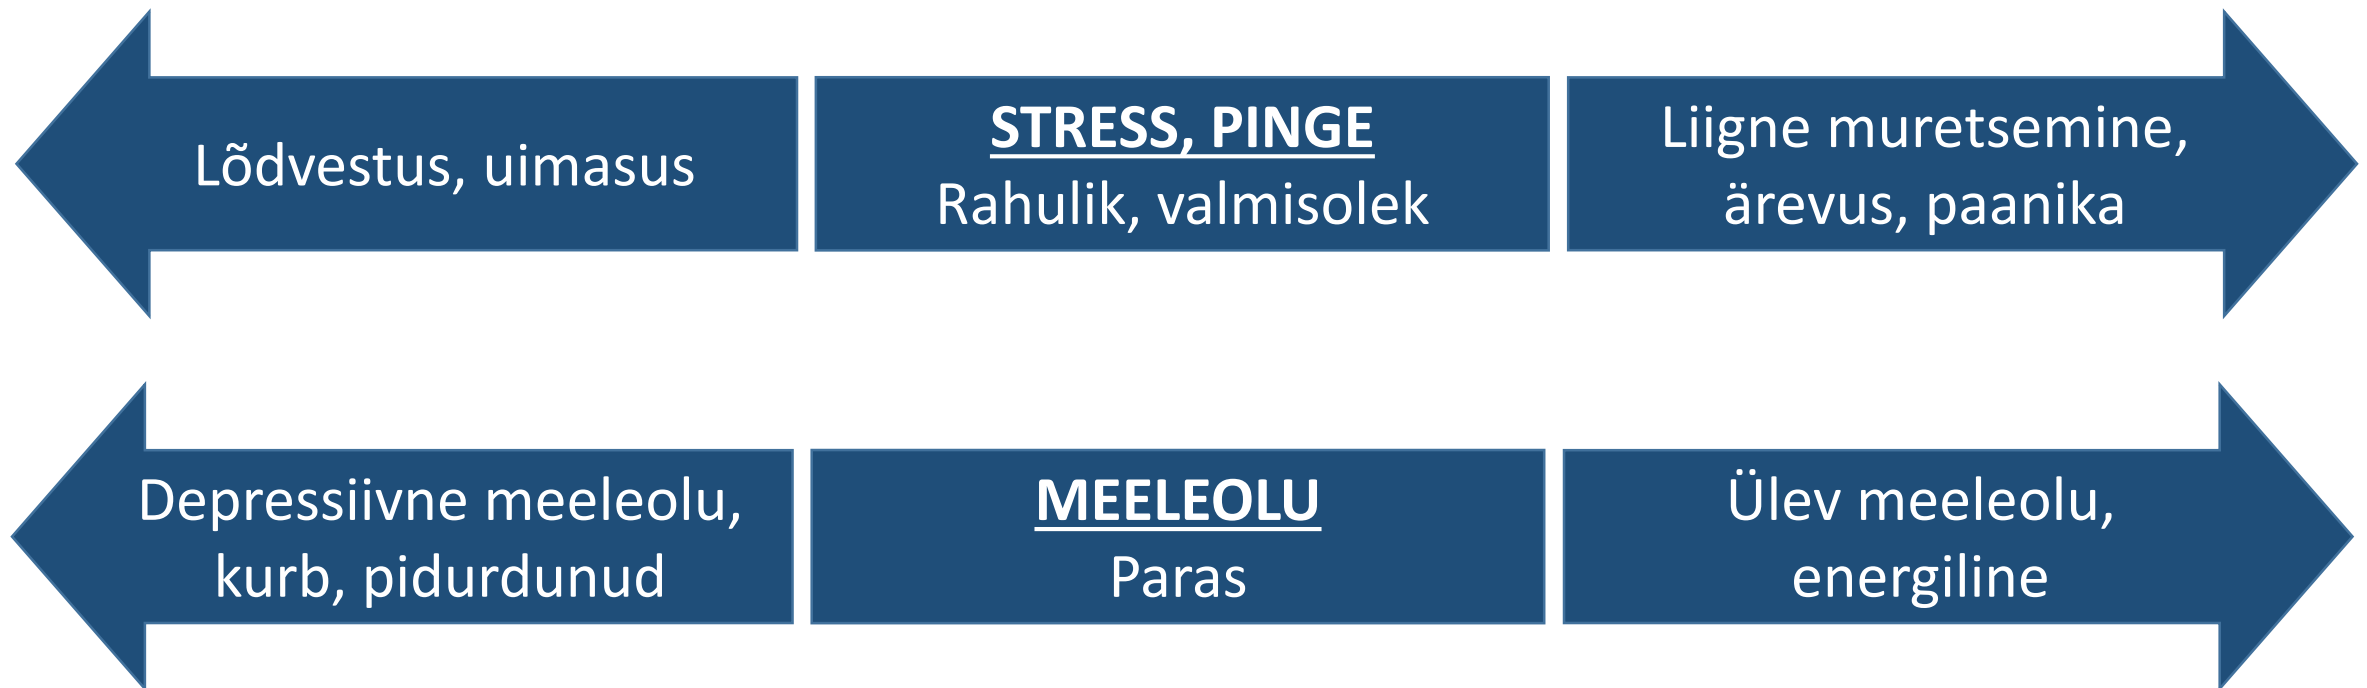 Lõdvestus, uimasus
STRESS, PINGE
Rahulik, valmisolek
Liigne muretsemine,
ärevus, paanika
Depressiivne meeleolu,
kurb, pidurdunud
MEELEOLU
Paras
Ülev meeleolu,
energiline